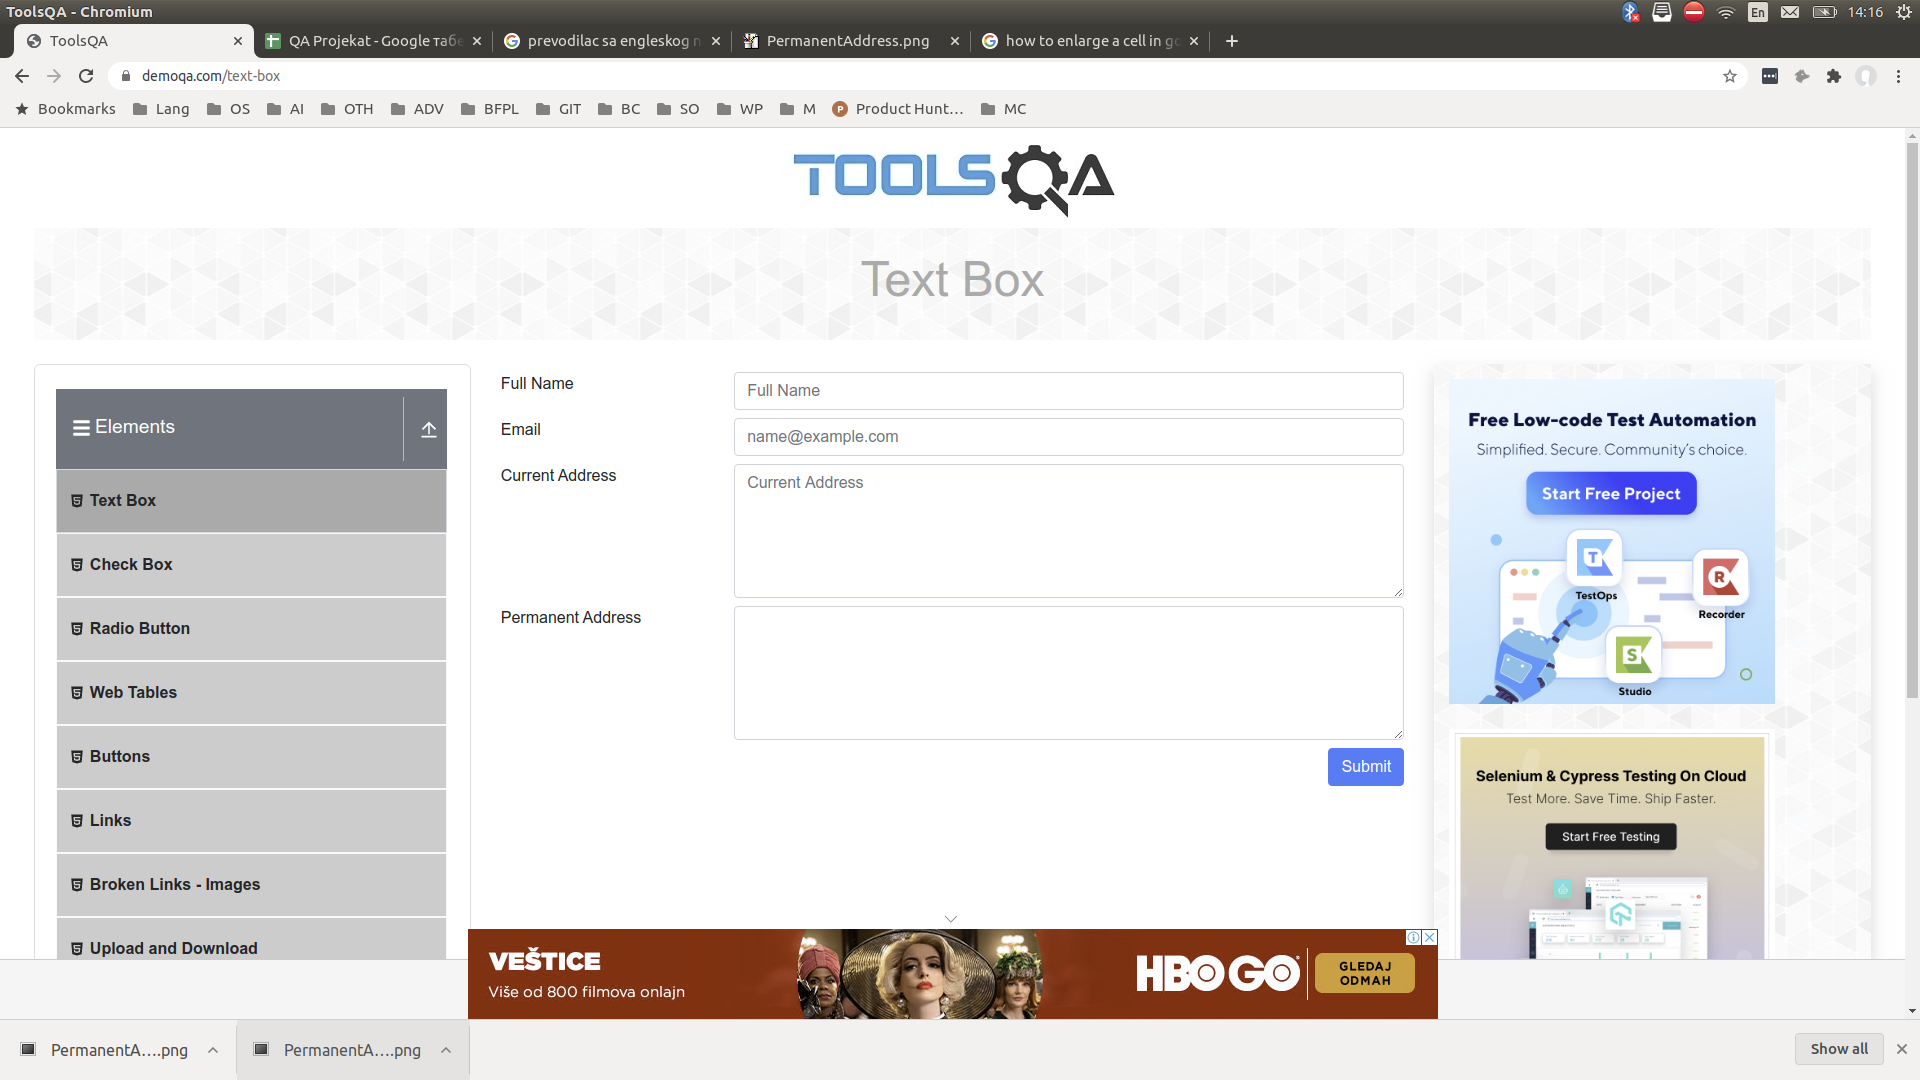 ToolsQA - Chromium
En
14:16
ToolsQA
QA Projekat - Google табе
prevodilac sa engleskog n
PermanentAddress.png
how to enlarge a cell in go
demoqa.com/text-box
Bookmarks
Lang
OS
AI
OTH
ADV
BFPL
GIT
BC
SO
WP
M
P
Product Hunt…
MC
TOOLSQA
Text Box
Elements
Text Box
Check Box
Radio Button
Web Tables
Buttons
Links
Broken Links - Images
Upload and Download
Full Name
Full Name
Email
name@example.com
Current Address
Current Address
Permanent Address
Submit
Free Low-code Test Automation
Simplified. Secure. Community's choice.
Start Free Project
T
TestOps
R
Recorder
S
Studio
Selenium & Cypress Testing On Cloud
Test More. Save Time. Ship Faster.
Start Free Testing
VEŠTICE
Više od 800 filmova onlajn
HBO GO
GLEDAJ
ODMAH
PermanentA....png
PermanentA....png
Show all